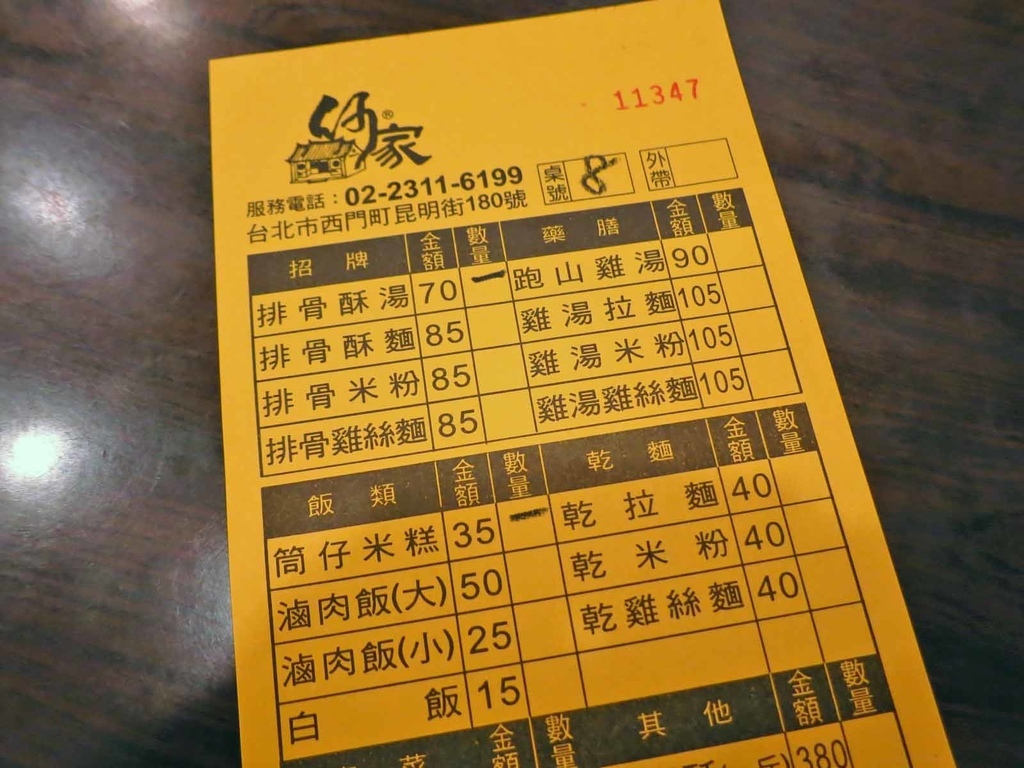 11347
仔家®
服務電話：02-2311-6199
台北市西門町昆明街180號
桌號 8 外帶
招牌 金額 數量 藥膳 金額 數量
排骨酥湯 70 一 跑山雞湯 90
排骨酥麵 85 雞湯拉麵 105
排骨米粉 85 雞湯米粉 105
排骨雞絲麵 85 雞湯雞絲麵 105
飯類 金額 數量 乾麵 金額 數量
筒仔米糕 35 一 乾拉麵 40
滷肉飯(大) 50 乾米粉 40
滷肉飯(小) 25 乾雞絲麵 40
白飯 15
菜 金額 數量 其他 金額 數量
380